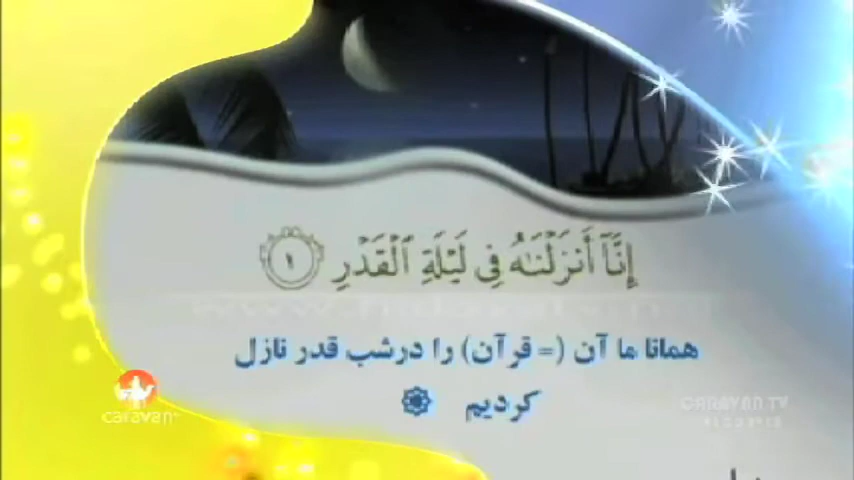 إِنَّآ أَنزَلْنَـٰهُ فِى لَيْلَةِ ٱلْقَدْرِ ١
همانا ما آن (= قرآن) را درشب قدر نازل
کردیم
caravan
CARAVAN TV